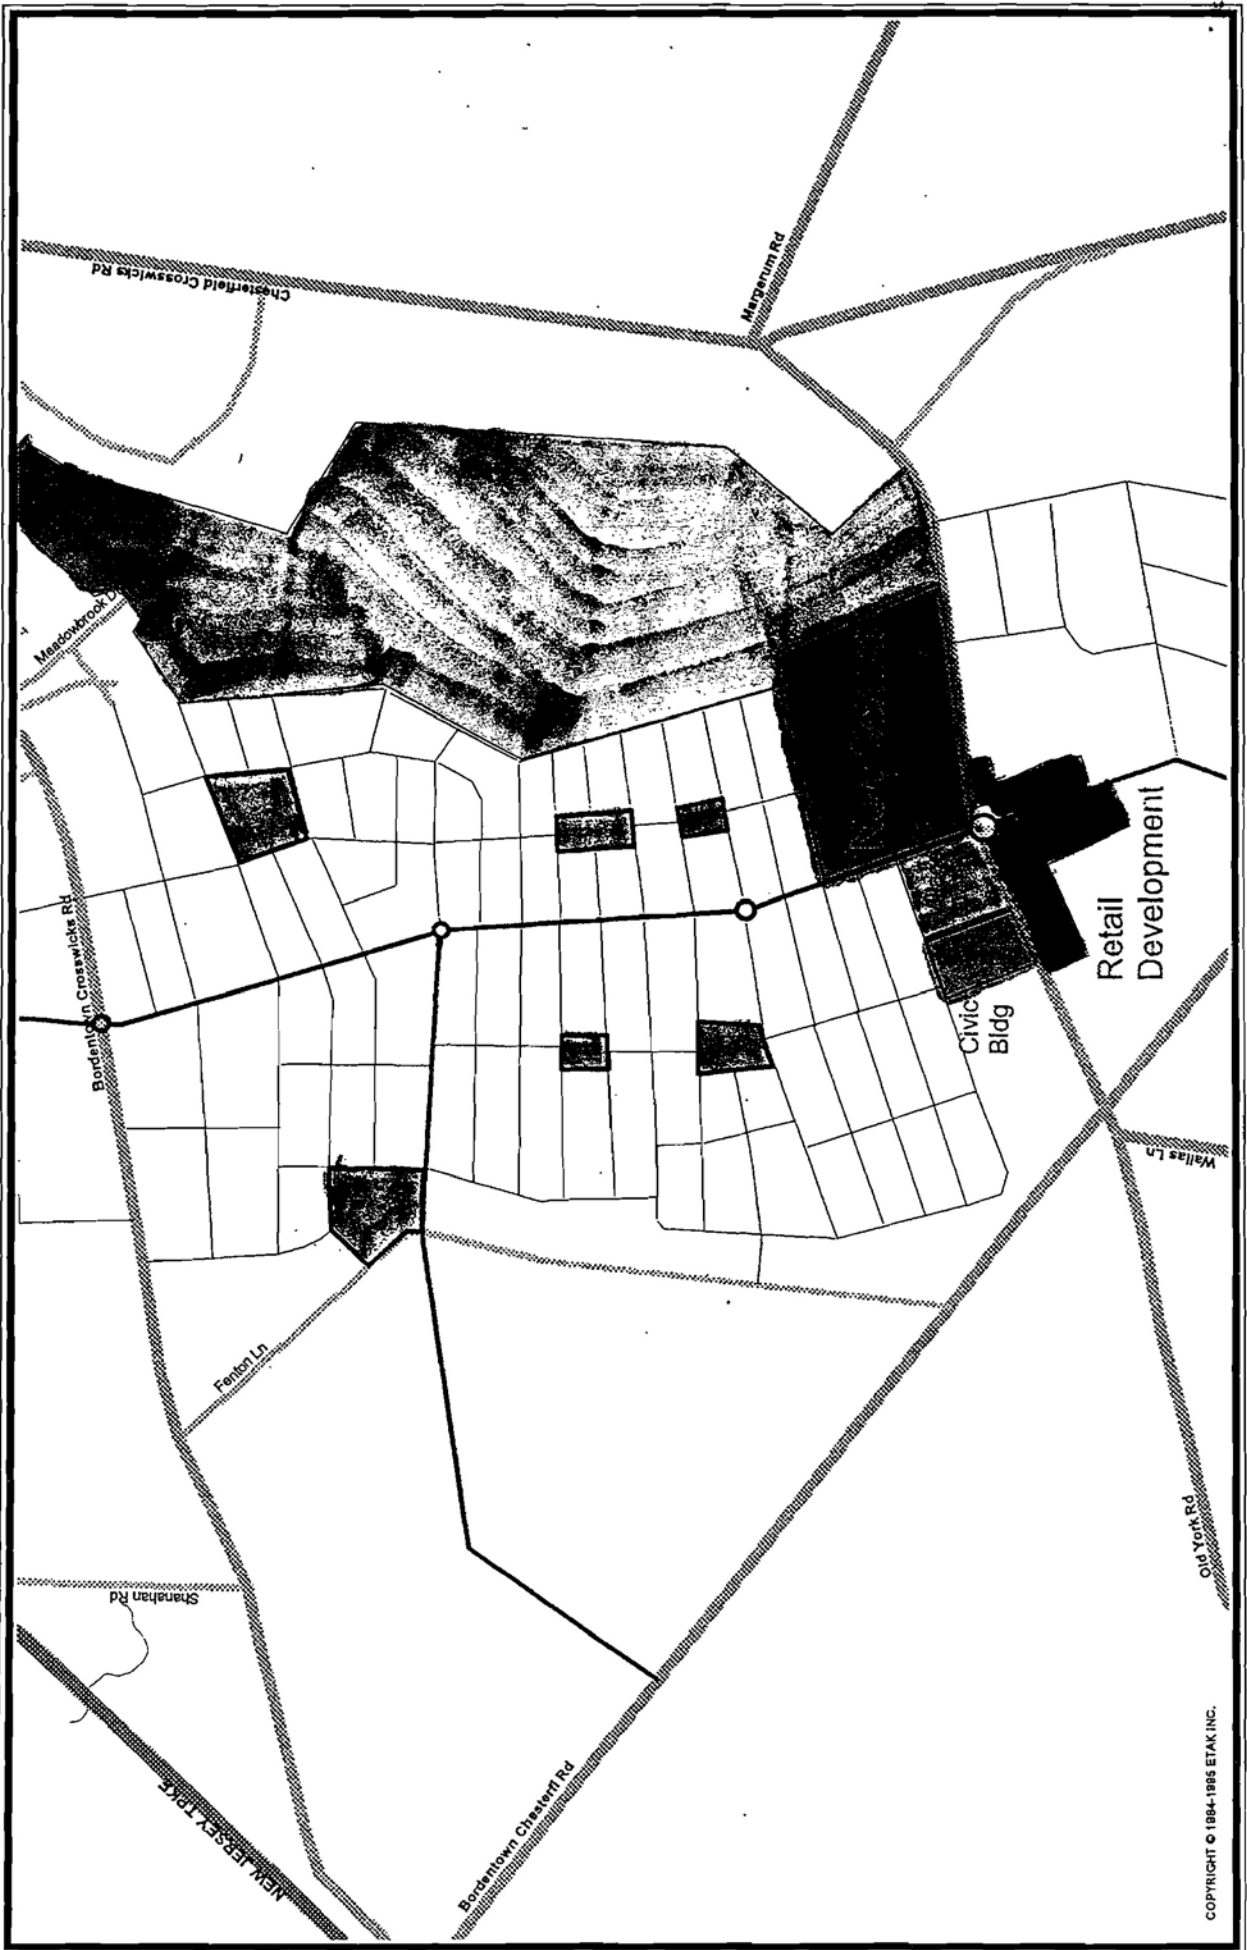 Chesterfield Crosswicks Rd
Margerum Rd
Meadowbrook D
Bordentown Crosswicks Rd
Retail
Development
Civic
Bldg
Wallas Ln
Fenton Ln
Old York Rd
Shanahan Rd
NEW JERSEY TPKE
Bordentown Chesterfl Rd
COPYRIGHT © 1984-1995 ETAK INC.